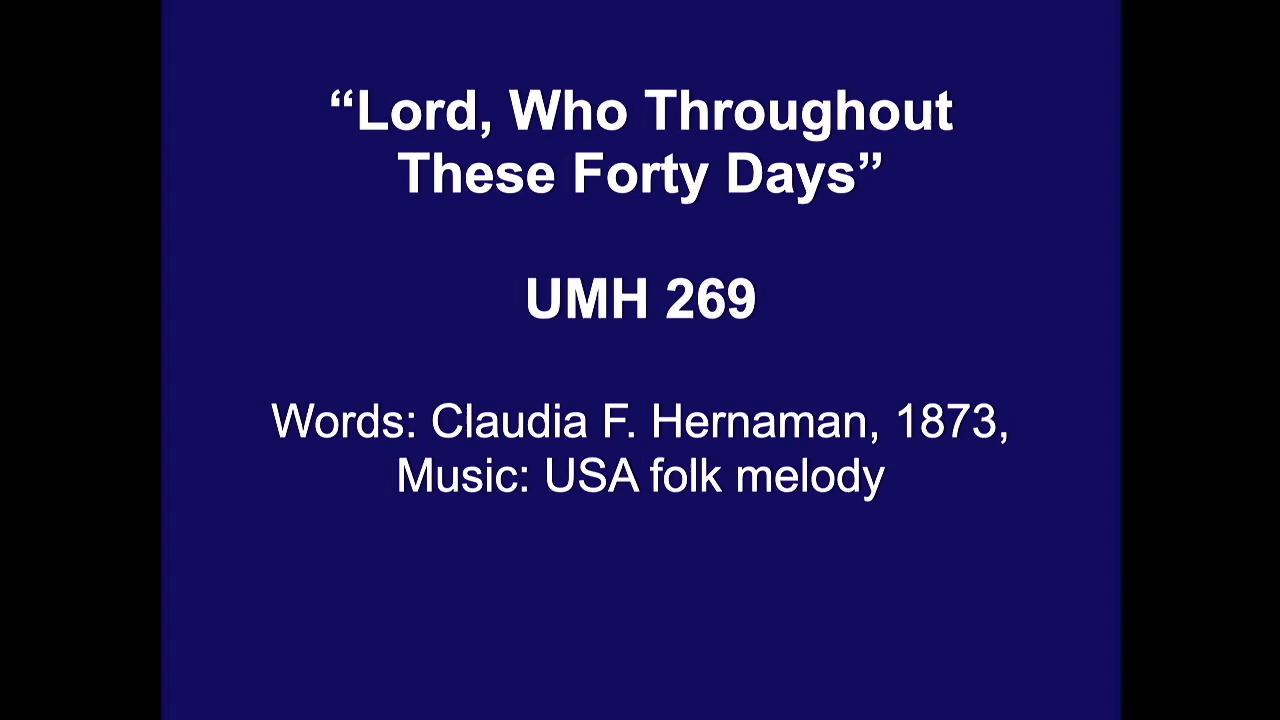 “Lord, Who Throughout
These Forty Days”
UMH 269
Words: Claudia F. Hernaman, 1873,
Music: USA folk melody